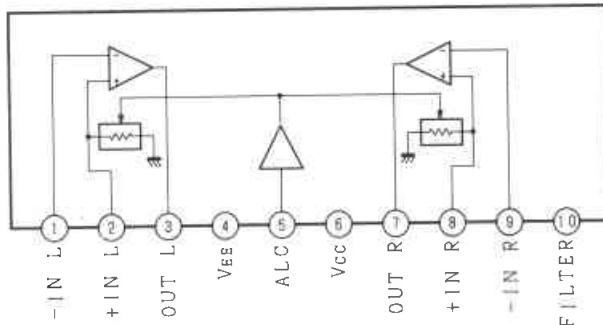 - +
- +
1 2 3 4 5 6 7 8 9 10
-IN L
+IN L
OUT L
VEE
ALC
VCC
OUT R
+IN R
-IN R
FILTER